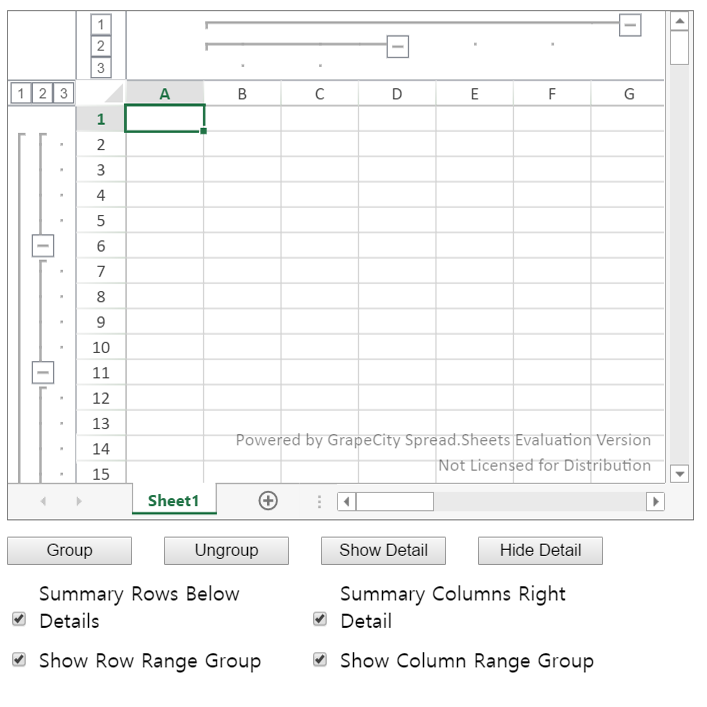 1
2
3
1 2 3
A B C D E F G
1
2
3
4
5
6
7
8
9
10
11
12
13
14
15
Powered by GrapeCity Spread.Sheets Evaluation Version
Not Licensed for Distribution
Sheet1
Group Ungroup Show Detail Hide Detail
Summary Rows Below
Details
Summary Columns Right
Detail
Show Row Range Group
Show Column Range Group